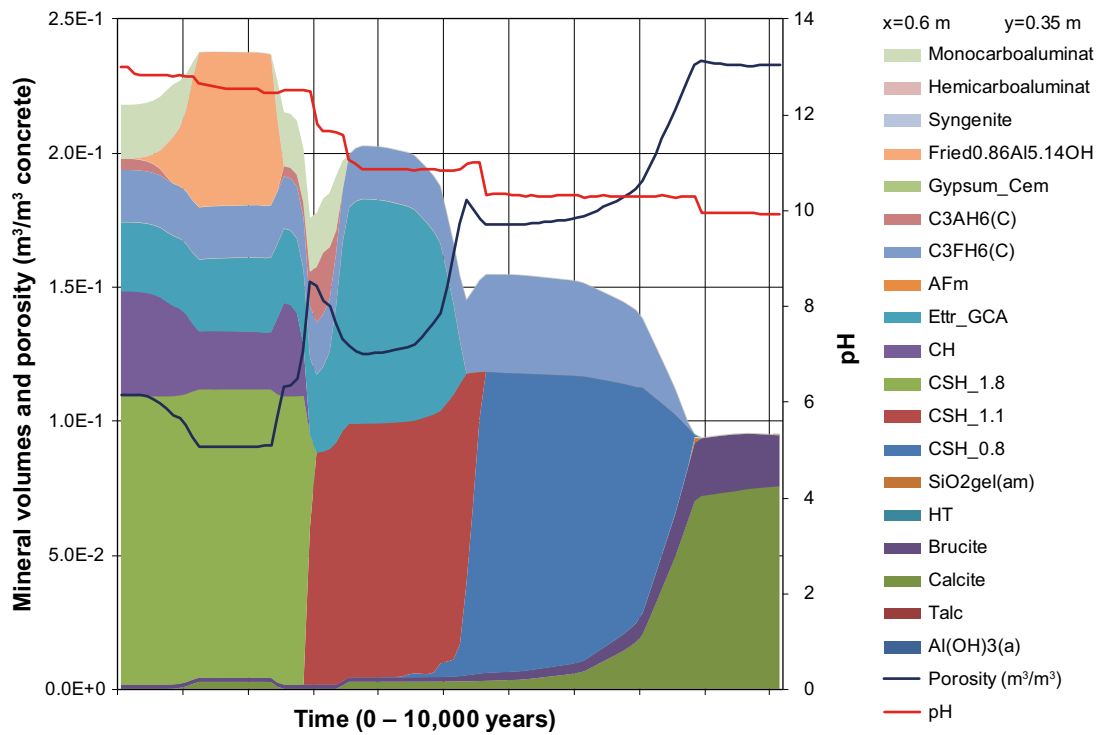 2.5E-1
2.0E-1
1.5E-1
1.0E-1
5.0E-2
0.0E+0
Mineral volumes and porosity (m³/m³ concrete)
Time (0 – 10,000 years)
14
12
10
8
6
4
2
0
pH
x=0.6 m y=0.35 m
Monocarboaluminat
Hemicarboaluminat
Syngenite
Fried0.86Al5.14OH
Gypsum_Cem
C3AH6(C)
C3FH6(C)
AFm
Ettr_GCA
CH
CSH_1.8
CSH_1.1
CSH_0.8
SiO2gel(am)
HT
Brucite
Calcite
Talc
Al(OH)3(a)
Porosity (m³/m³)
pH